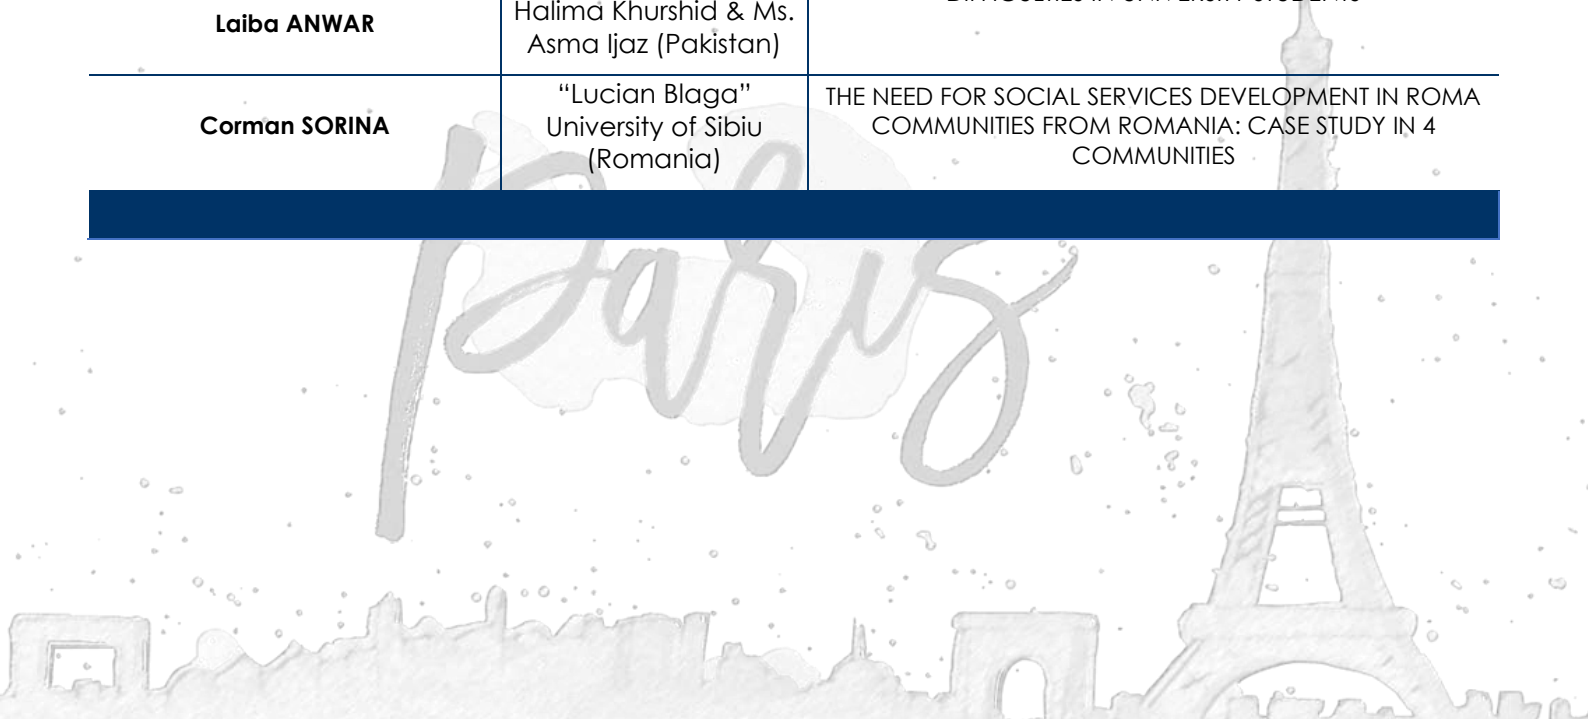 Laiba ANWAR
Halima Khurshid & Ms.
Asma Ijaz (Pakistan)
Corman SORINA
“Lucian Blaga”
University of Sibiu
(Romania)
THE NEED FOR SOCIAL SERVICES DEVELOPMENT IN ROMA
COMMUNITIES FROM ROMANIA: CASE STUDY IN 4
COMMUNITIES
Paris